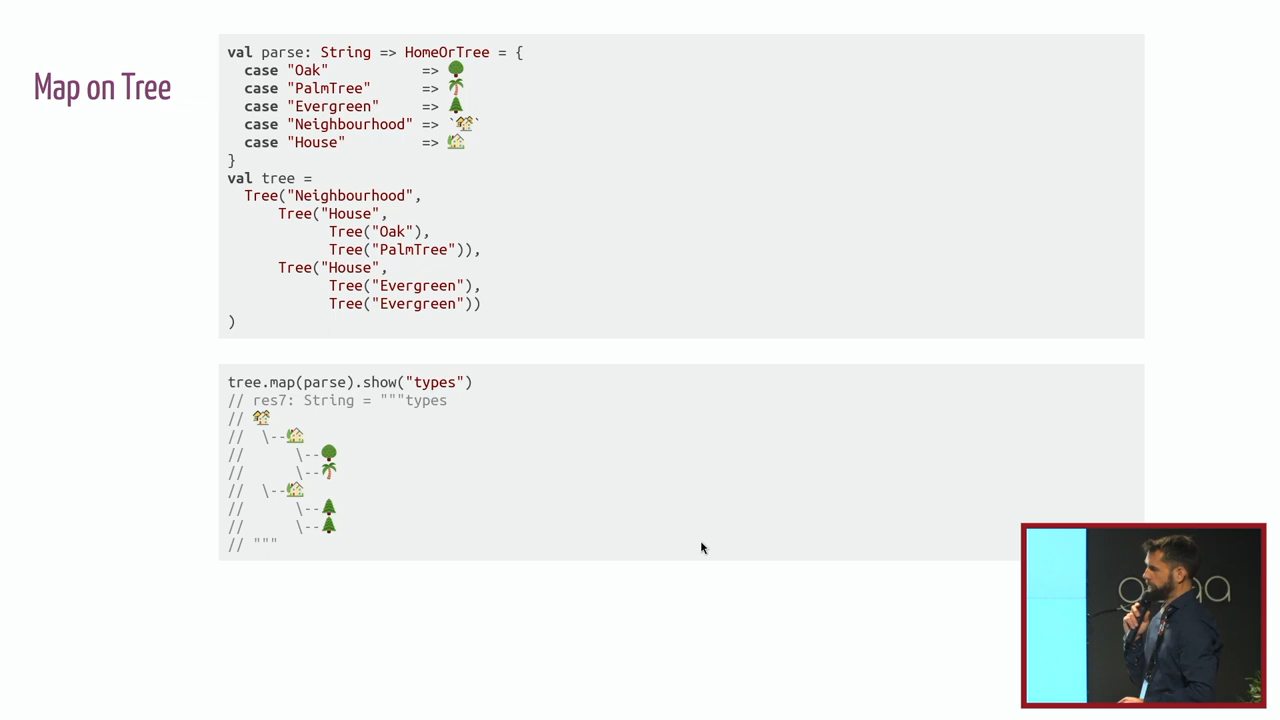 Map on Tree
val parse: String => HomeOrTree = {
  case "Oak"           => 🌳
  case "PalmTree"      => 🌴
  case "Evergreen"     => 🌲
  case "Neighbourhood" => `🏘`
  case "House"         => 🏡
}
val tree =
  Tree("Neighbourhood",
      Tree("House",
            Tree("Oak"),
            Tree("PalmTree")),
      Tree("House",
            Tree("Evergreen"),
            Tree("Evergreen"))
)
tree.map(parse).show("types")
// res7: String = """types
// 🏘
//  \--🏡
//      \--🌳
//      \--🌴
//  \--🏡
//      \--🌲
//      \--🌲
// """